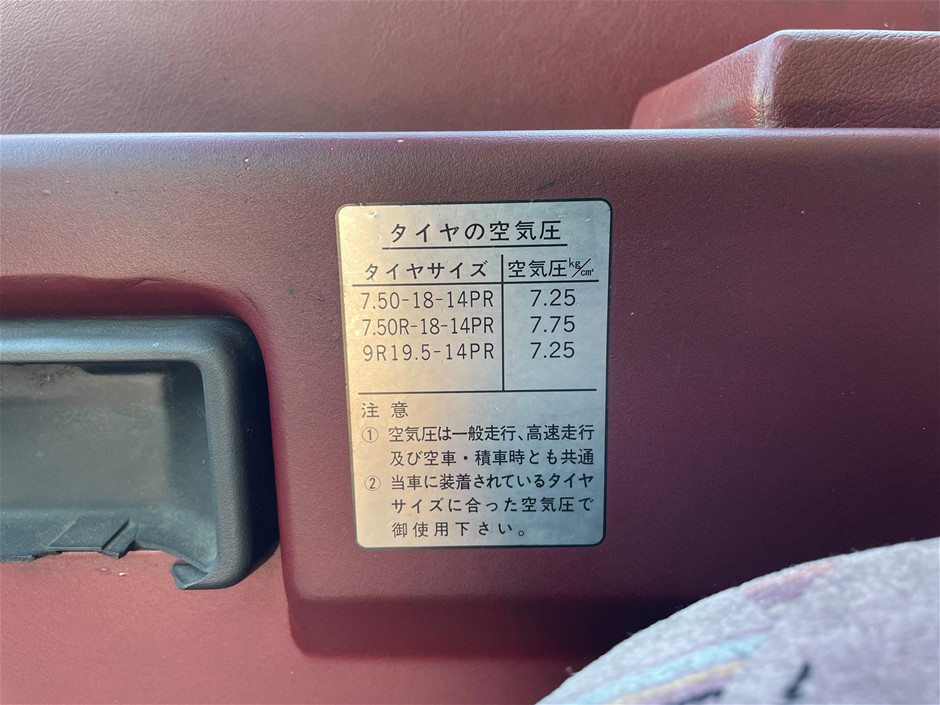 タイヤの空気圧
タイヤサイズ 空気圧kg/cm²
7.50-18-14PR 7.25
7.50R-18-14PR 7.75
9R19.5-14PR 7.25
注意
① 空気圧は一般走行、高速走行
及び空車・積車時とも共通
② 当車に装着されているタイヤ
サイズに合った空気圧で
御使用下さい。